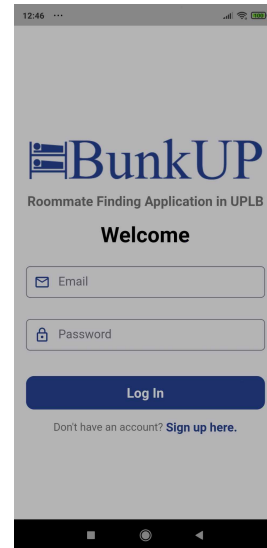 12:46 ...
100
BunkUP
Roommate Finding Application in UPLB
Welcome
Email
Password
Log In
Don't have an account? Sign up here.